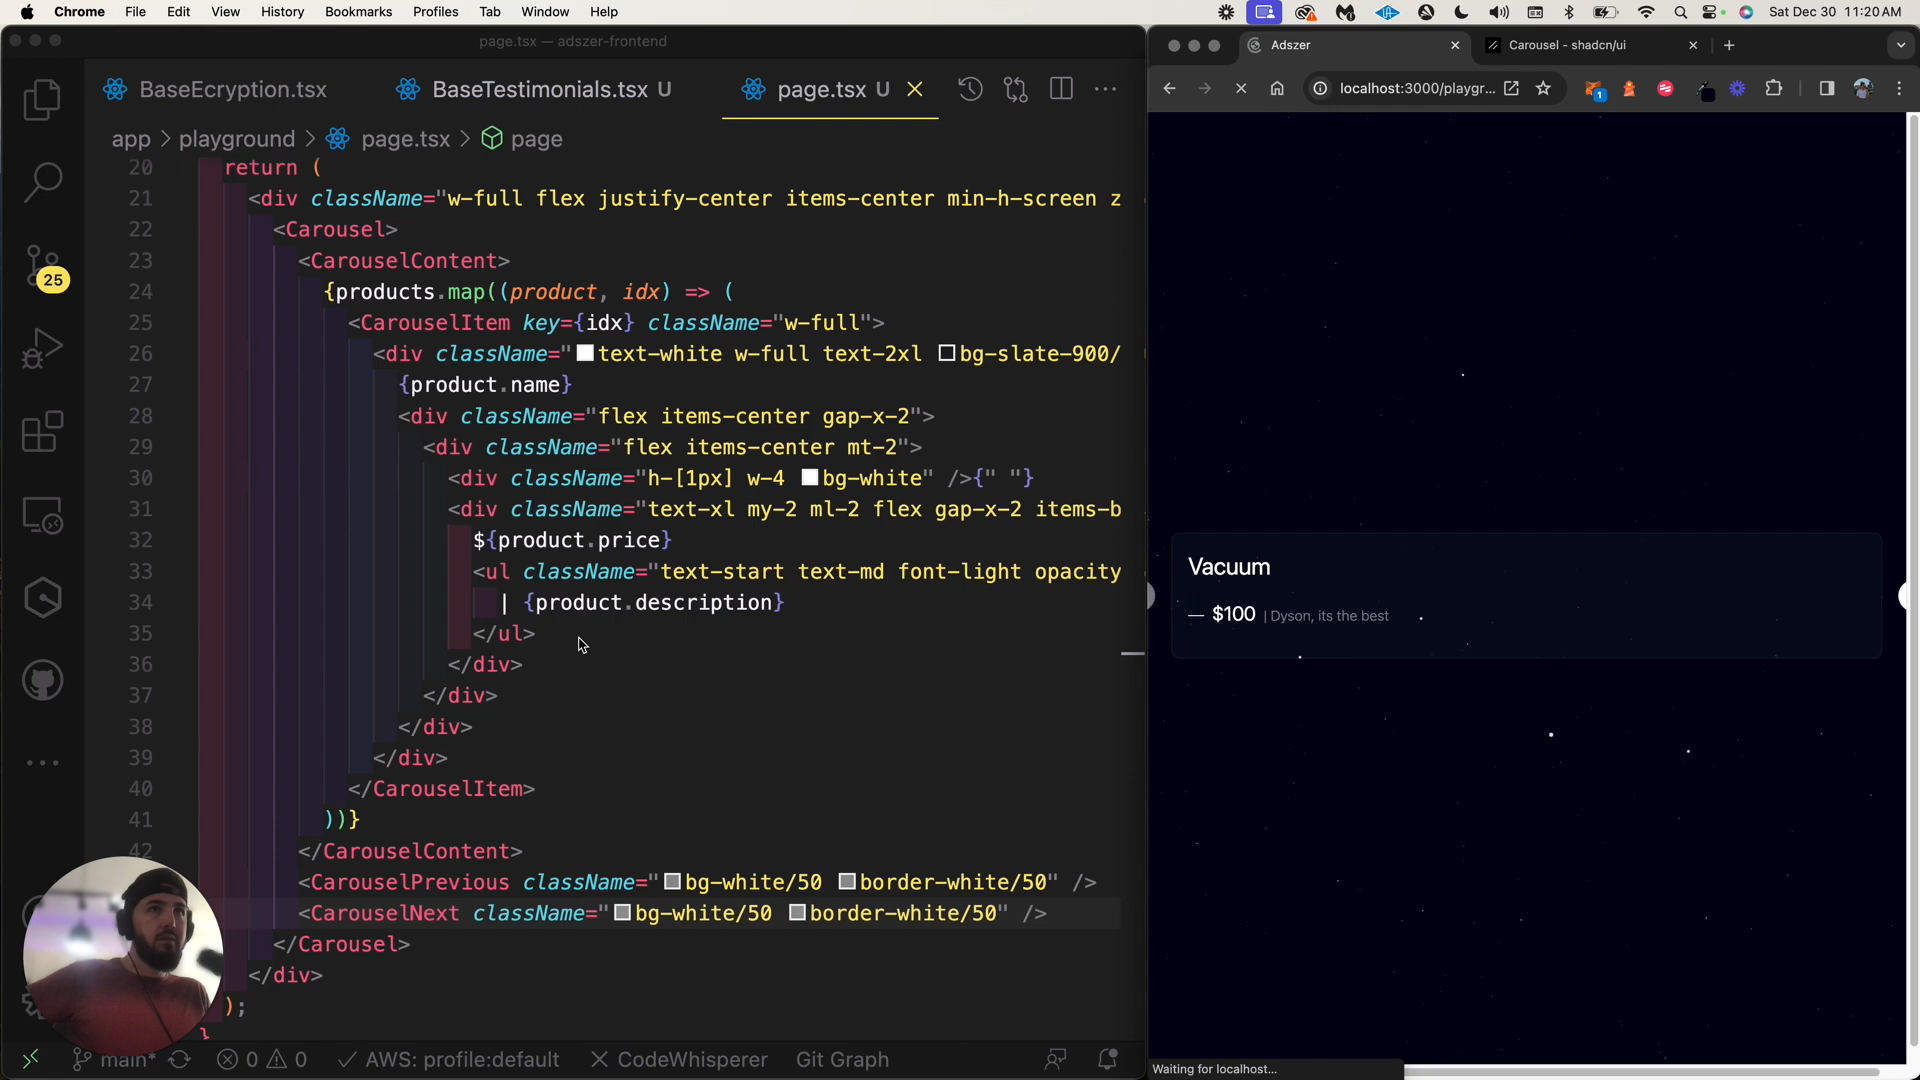 Chrome File Edit View History Bookmarks Profiles Tab Window Help Sat Dec 30 11:20 AM
page.tsx — adszer-frontend
BaseEcryption.tsx BaseTestimonials.tsx U page.tsx U
app > playground > page.tsx > page
20 return (
21 <div className="w-full flex justify-center items-center min-h-screen z
22 <Carousel>
23 <CarouselContent>
24 {products.map((product, idx) => (
25 <CarouselItem key={idx} className="w-full">
26 <div className="text-white w-full text-2xl bg-slate-900/
27 {product.name}
28 <div className="flex items-center gap-x-2">
29 <div className="flex items-center mt-2">
30 <div className="h-[1px] w-4 bg-white" />{" "}
31 <div className="text-xl my-2 ml-2 flex gap-x-2 items-b
32 ${product.price}
33 <ul className="text-start text-md font-light opacity
34 | {product.description}
35 </ul>
36 </div>
37 </div>
38 </div>
39 </div>
40 </CarouselItem>
41 ))}
42 </CarouselContent>
<CarouselPrevious className="bg-white/50 border-white/50" />
<CarouselNext className="bg-white/50 border-white/50" />
</Carousel>
</div>
);
}
25
main* 0 0 AWS: profile:default CodeWhisperer Git Graph
Adszer Carousel - shadcn/ui
localhost:3000/playgr...
1
Vacuum
— $100 | Dyson, its the best
Waiting for localhost...